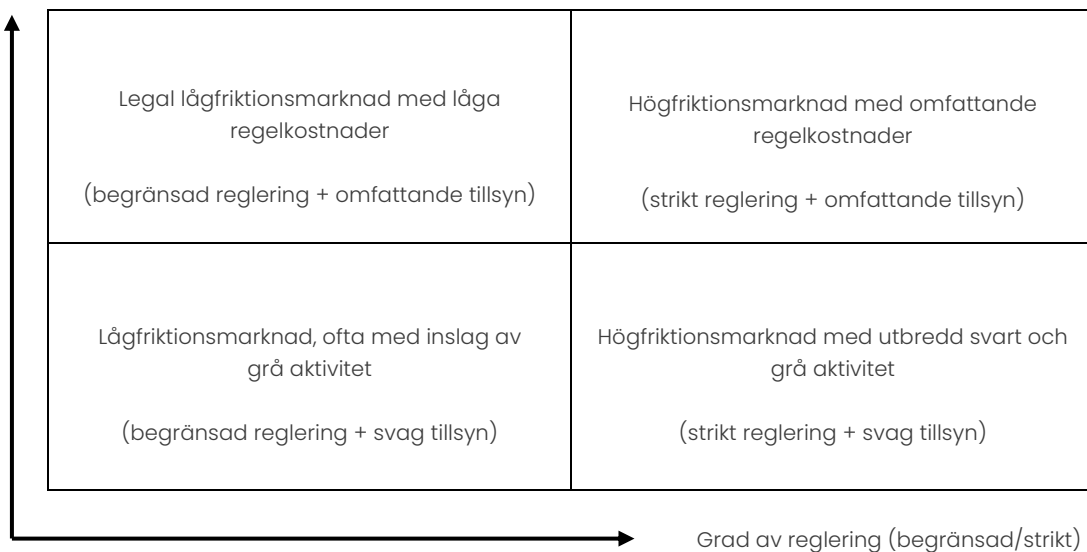 Legal lågfriktionsmarknad med låga
regelkostnader
(begränsad reglering + omfattande tillsyn)
Högfriktionsmarknad med omfattande
regelkostnader
(strikt reglering + omfattande tillsyn)
Lågfriktionsmarknad, ofta med inslag av
grå aktivitet
(begränsad reglering + svag tillsyn)
Högfriktionsmarknad med utbredd svart och
grå aktivitet
(strikt reglering + svag tillsyn)
Grad av reglering (begränsad/strikt)